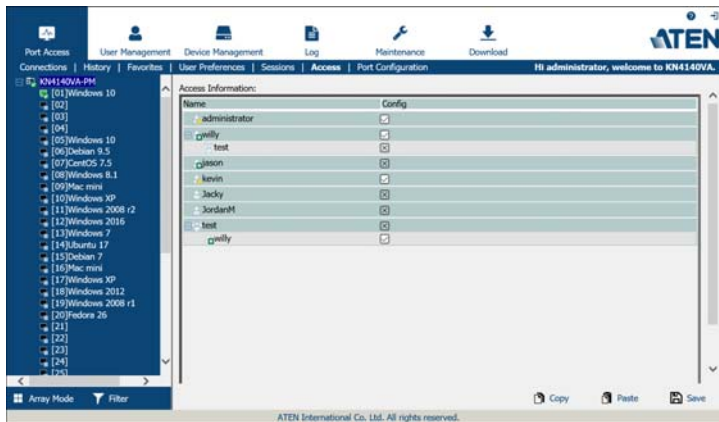 ATEN
Port Access
User Management
Device Management
Log
Maintenance
Download
Connections | History | Favorites | User Preferences | Sessions | Access | Port Configuration
Hi administrator, welcome to KN4140VA.
KN4140VA-PM
[01]Windows 10
[02]
[03]
[04]
[05]Windows 10
[06]Debian 9.5
[07]CentOS 7.5
[08]Windows 8.1
[09]Mac mini
[10]Windows XP
[11]Windows 2008 r2
[12]Windows 2016
[13]Windows 7
[14]Ubuntu 17
[15]Debian 7
[16]Mac mini
[17]Windows XP
[18]Windows 2012
[19]Windows 2008 r1
[20]Fedora 26
[21]
[22]
[23]
[24]
[25]
Array Mode
Filter
Access Information:
Name Config
administrator
willy
test
jason
kevin
Jacky
JordanM
test
willy
Copy
Paste
Save
ATEN International Co. Ltd. All rights reserved.